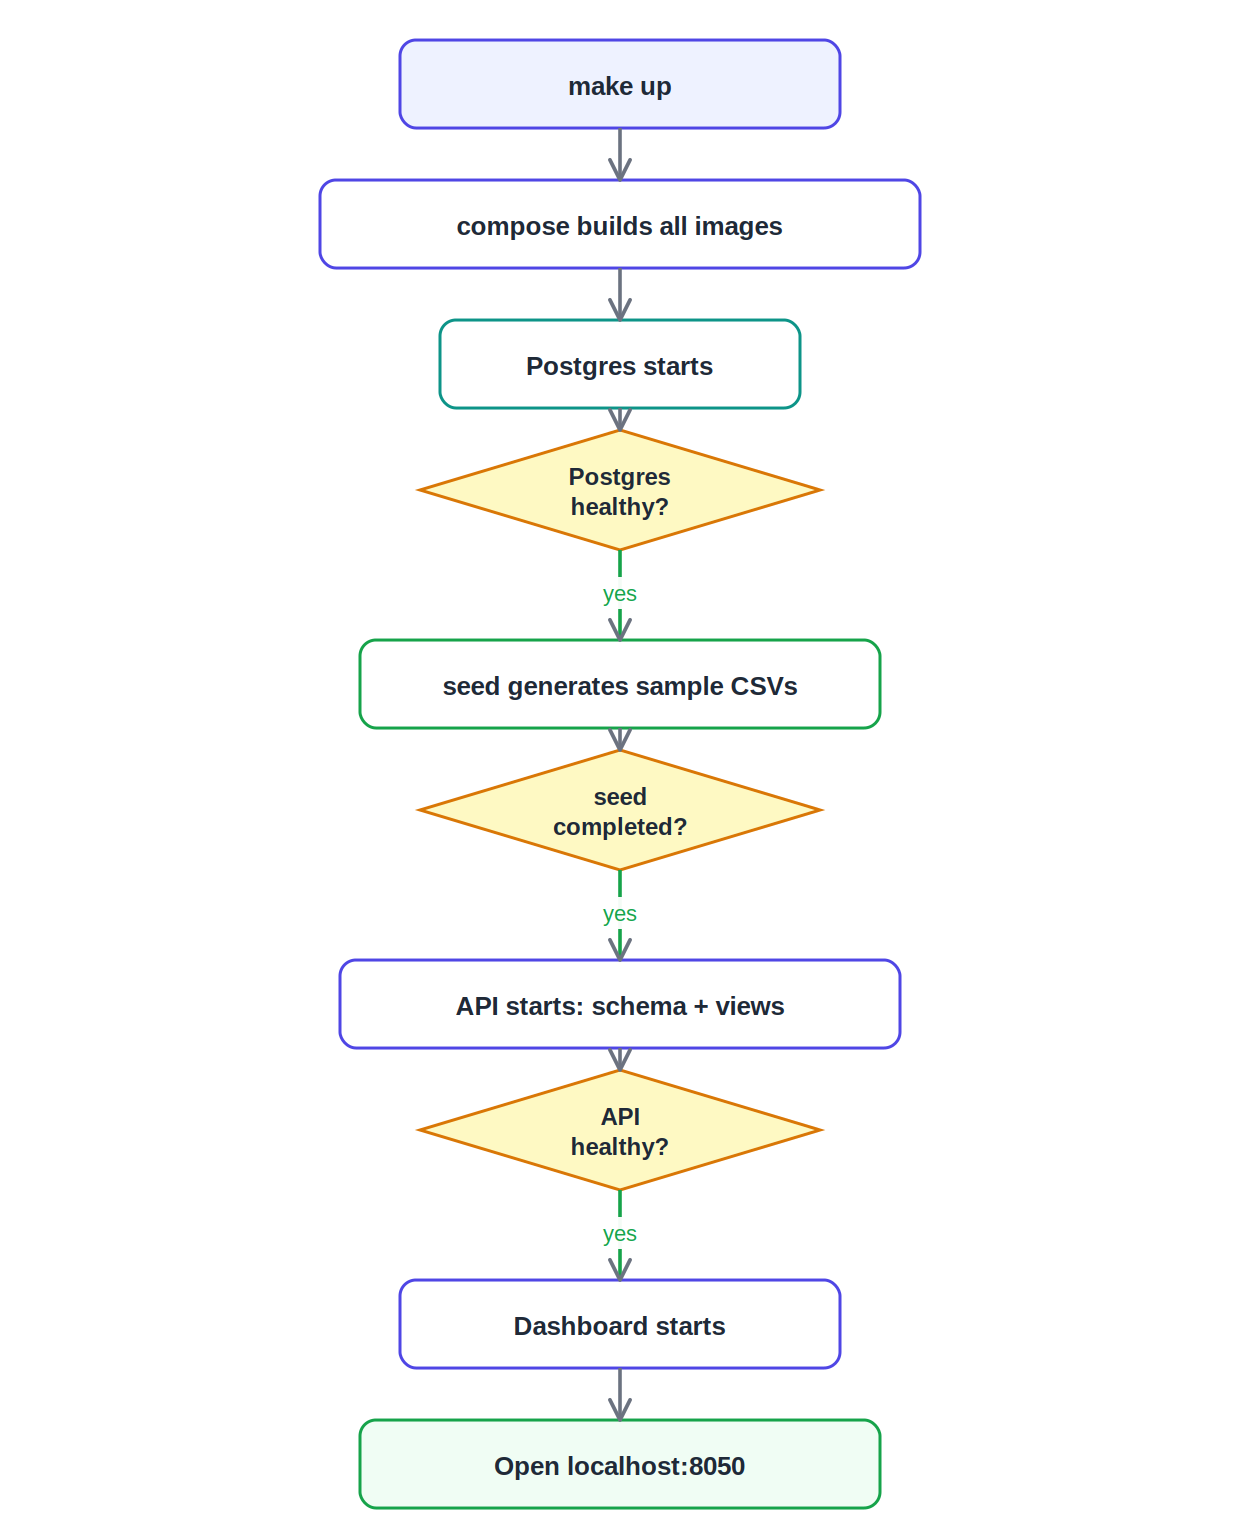 make up
compose builds all images
Postgres starts
Postgres
healthy?
yes
seed generates sample CSVs
seed
completed?
yes
API starts: schema + views
API
healthy?
yes
Dashboard starts
Open localhost:8050